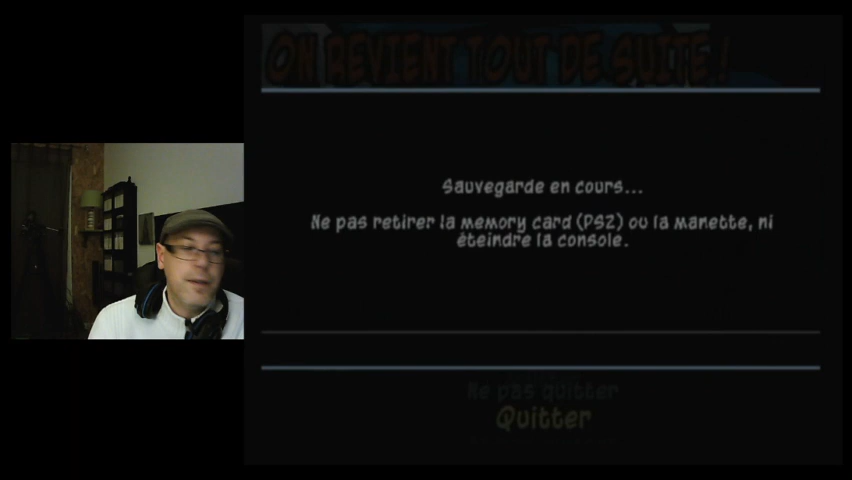 ON REVIENT TOUT DE SUITE !
Sauvegarde en cours...
Ne pas retirer la memory card (PS2) ou la manette, ni
éteindre la console.
Ne pas quitter
Quitter